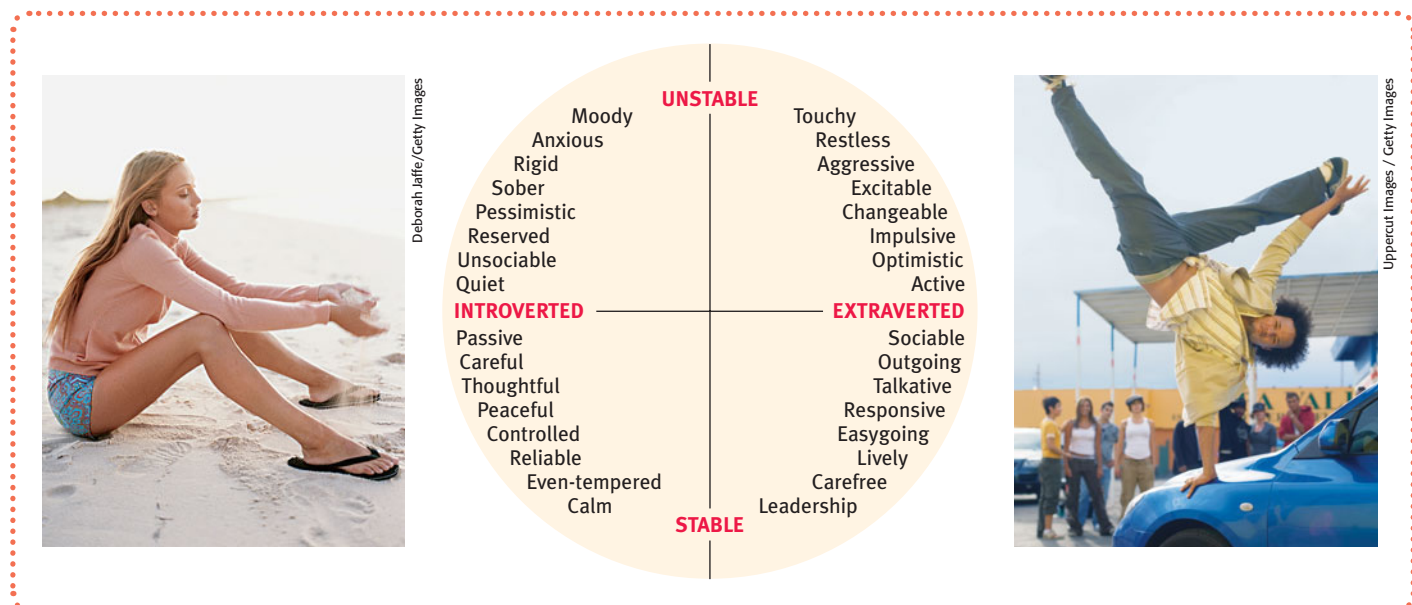 Deborah Jaffe/Getty Images
UNSTABLE
Moody
Anxious
Rigid
Sober
Pessimistic
Reserved
Unsociable
Quiet
Touchy
Restless
Aggressive
Excitable
Changeable
Impulsive
Optimistic
Active
INTROVERTED
EXTRAVERTED
Passive
Careful
Thoughtful
Peaceful
Controlled
Reliable
Even-tempered
Calm
Sociable
Outgoing
Talkative
Responsive
Easygoing
Lively
Carefree
Leadership
STABLE
Uppercut Images / Getty Images